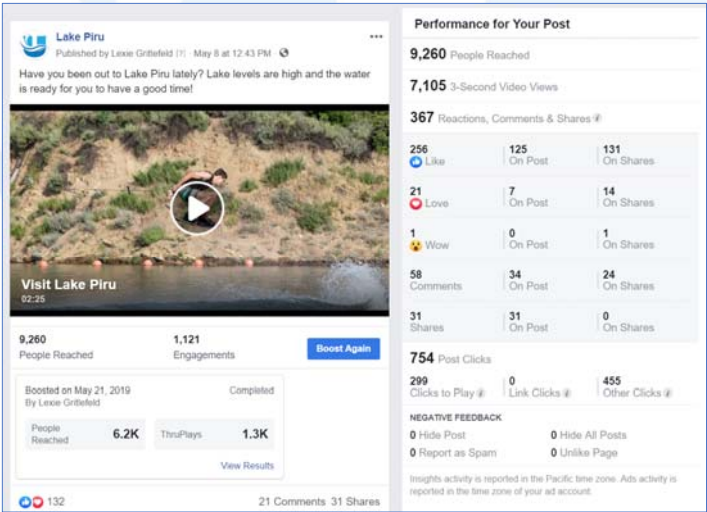 Lake Piru
Published by Lexie Gritlefeld [?] · May 8 at 12:43 PM ·
Have you been out to Lake Piru lately? Lake levels are high and the water
is ready for you to have a good time!
Visit Lake Piru
02:25
9,260
People Reached
1,121
Engagements
Boost Again
Boosted on May 21, 2019
By Lexie Gritlefeld
Completed
People
Reached
6.2K
ThruPlays
1.3K
View Results
132
21 Comments 31 Shares
Performance for Your Post
9,260 People Reached
7,105 3-Second Video Views
367 Reactions, Comments & Shares
256
Like
125
On Post
131
On Shares
21
Love
7
On Post
14
On Shares
1
Wow
0
On Post
1
On Shares
58
Comments
34
On Post
24
On Shares
31
Shares
31
On Post
0
On Shares
754 Post Clicks
299
Clicks to Play
0
Link Clicks
455
Other Clicks
NEGATIVE FEEDBACK
0 Hide Post
0 Hide All Posts
0 Report as Spam
0 Unlike Page
Insights activity is reported in the Pacific time zone. Ads activity is
reported in the time zone of your ad account.